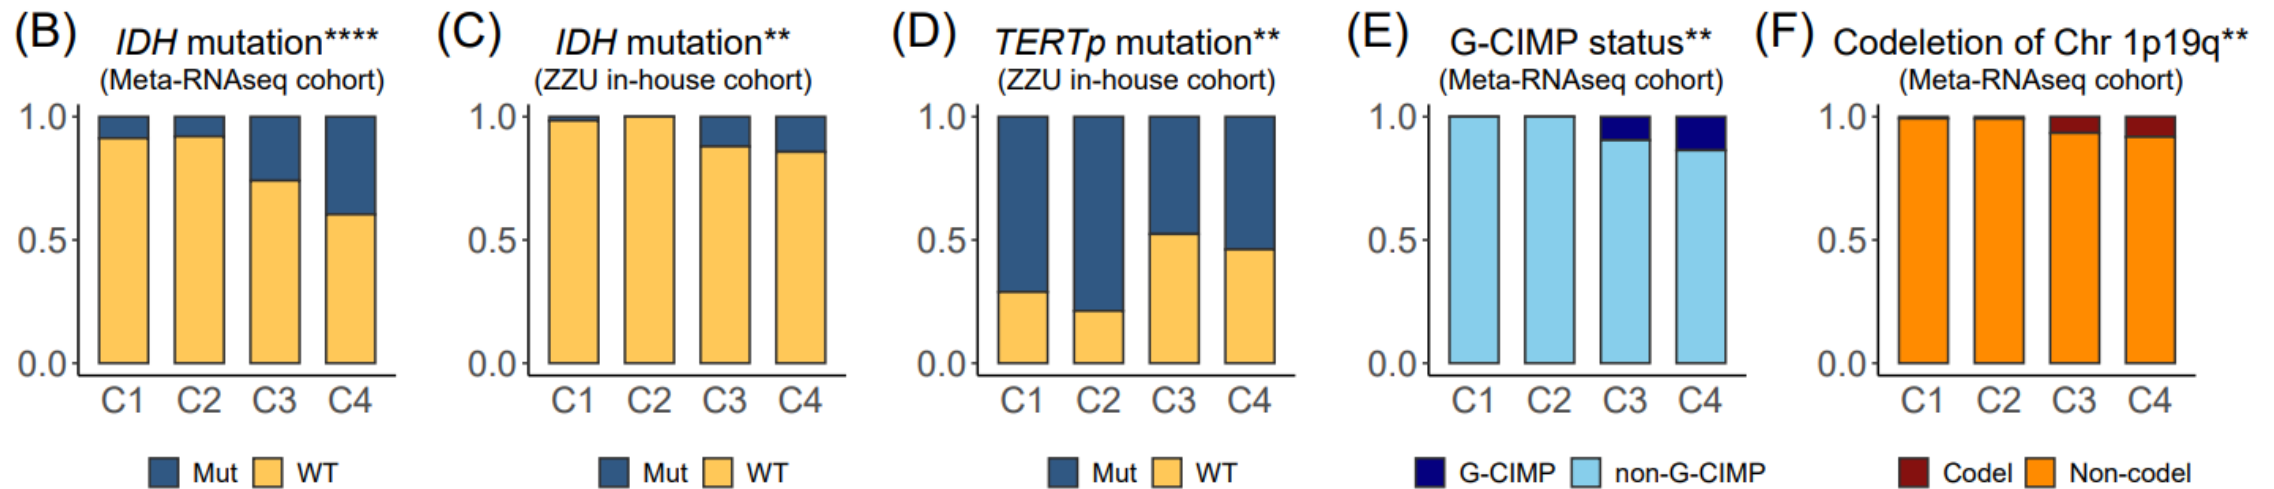 (B) IDH mutation****
(Meta-RNAseq cohort)
1.0
0.5
0.0
C1 C2 C3 C4
Mut WT
(C) IDH mutation**
(ZZU in-house cohort)
1.0
0.5
0.0
C1 C2 C3 C4
Mut WT
(D) TERTp mutation**
(ZZU in-house cohort)
1.0
0.5
0.0
C1 C2 C3 C4
Mut WT
(E) G-CIMP status**
(Meta-RNAseq cohort)
1.0
0.5
0.0
C1 C2 C3 C4
G-CIMP non-G-CIMP
(F) Codeletion of Chr 1p19q**
(Meta-RNAseq cohort)
1.0
0.5
0.0
C1 C2 C3 C4
Codel Non-codel